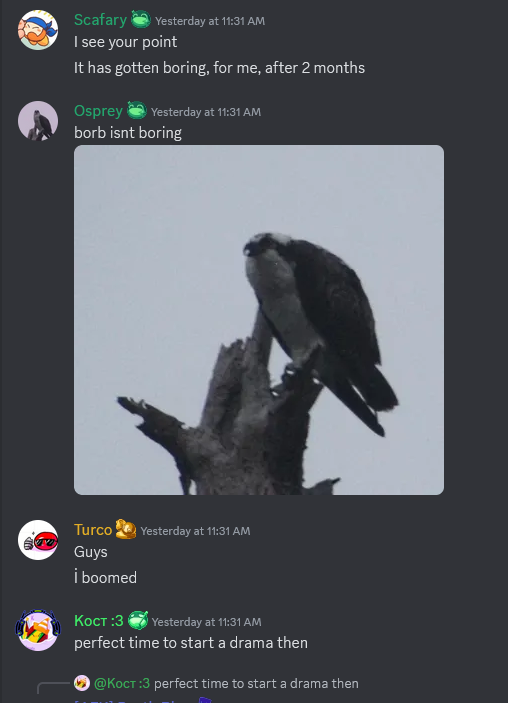 Scafary Yesterday at 11:31 AM
I see your point
It has gotten boring, for me, after 2 months
Osprey Yesterday at 11:31 AM
borb isnt boring
Turco Yesterday at 11:31 AM
Guys
İ boomed
Кост :3 Yesterday at 11:31 AM
perfect time to start a drama then
@Кост :3 perfect time to start a drama then